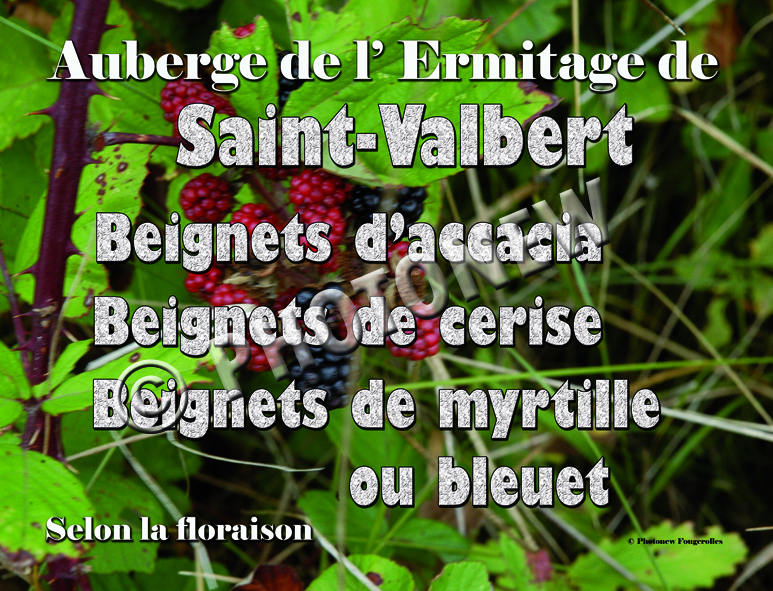 Auberge de l' Ermitage de
Saint-Valbert
Beignets d'accacia
Beignets de cerise
Beignets de myrtille
ou bleuet
Selon la floraison
© Photonew Fougerolles
© PHOTONEW